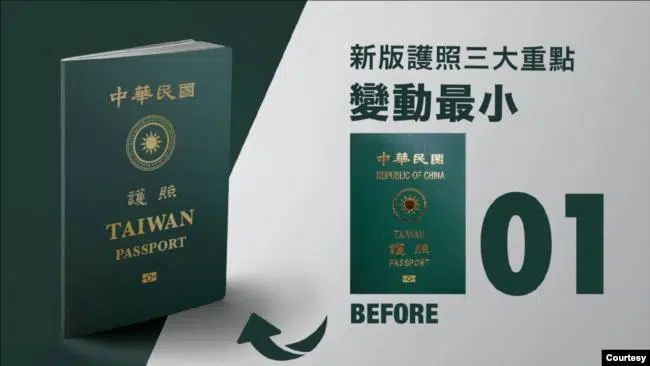 中華民國
護照
TAIWAN
PASSPORT
新版護照三大重點
變動最小
中華民國
REPUBLIC OF CHINA
TAIWAN
護照
PASSPORT
01
BEFORE
Courtesy